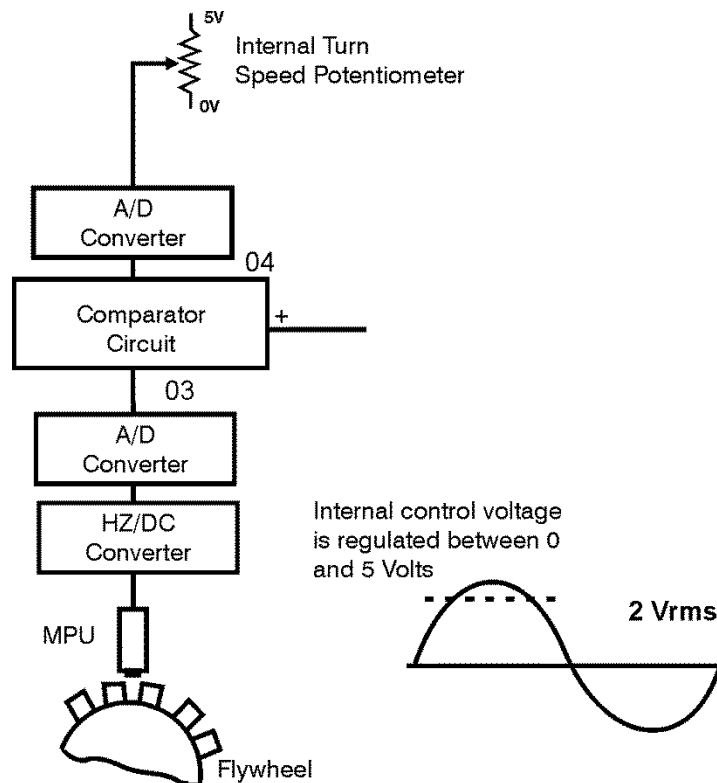 5V
Internal Turn
Speed Potentiometer
0V
A/D
Converter
04
Comparator
Circuit
+
03
A/D
Converter
HZ/DC
Converter
Internal control voltage
is regulated between 0
and 5 Volts
2 Vrms
MPU
Flywheel